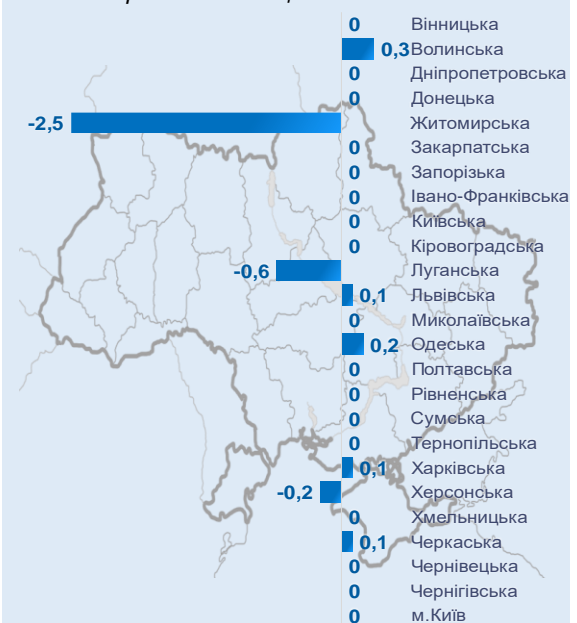 0 Вінницька
0,3 Волинська
0 Дніпропетровська
0 Донецька
-2,5 Житомирська
0 Закарпатська
0 Запорізька
0 Івано-Франківська
0 Київська
0 Кіровоградська
-0,6 Луганська
0,1 Львівська
0 Миколаївська
0,2 Одеська
0 Полтавська
0 Рівненська
0 Сумська
0 Тернопільська
0,1 Харківська
-0,2 Херсонська
0 Хмельницька
0,1 Черкаська
0 Чернівецька
0 Чернігівська
0 м.Київ